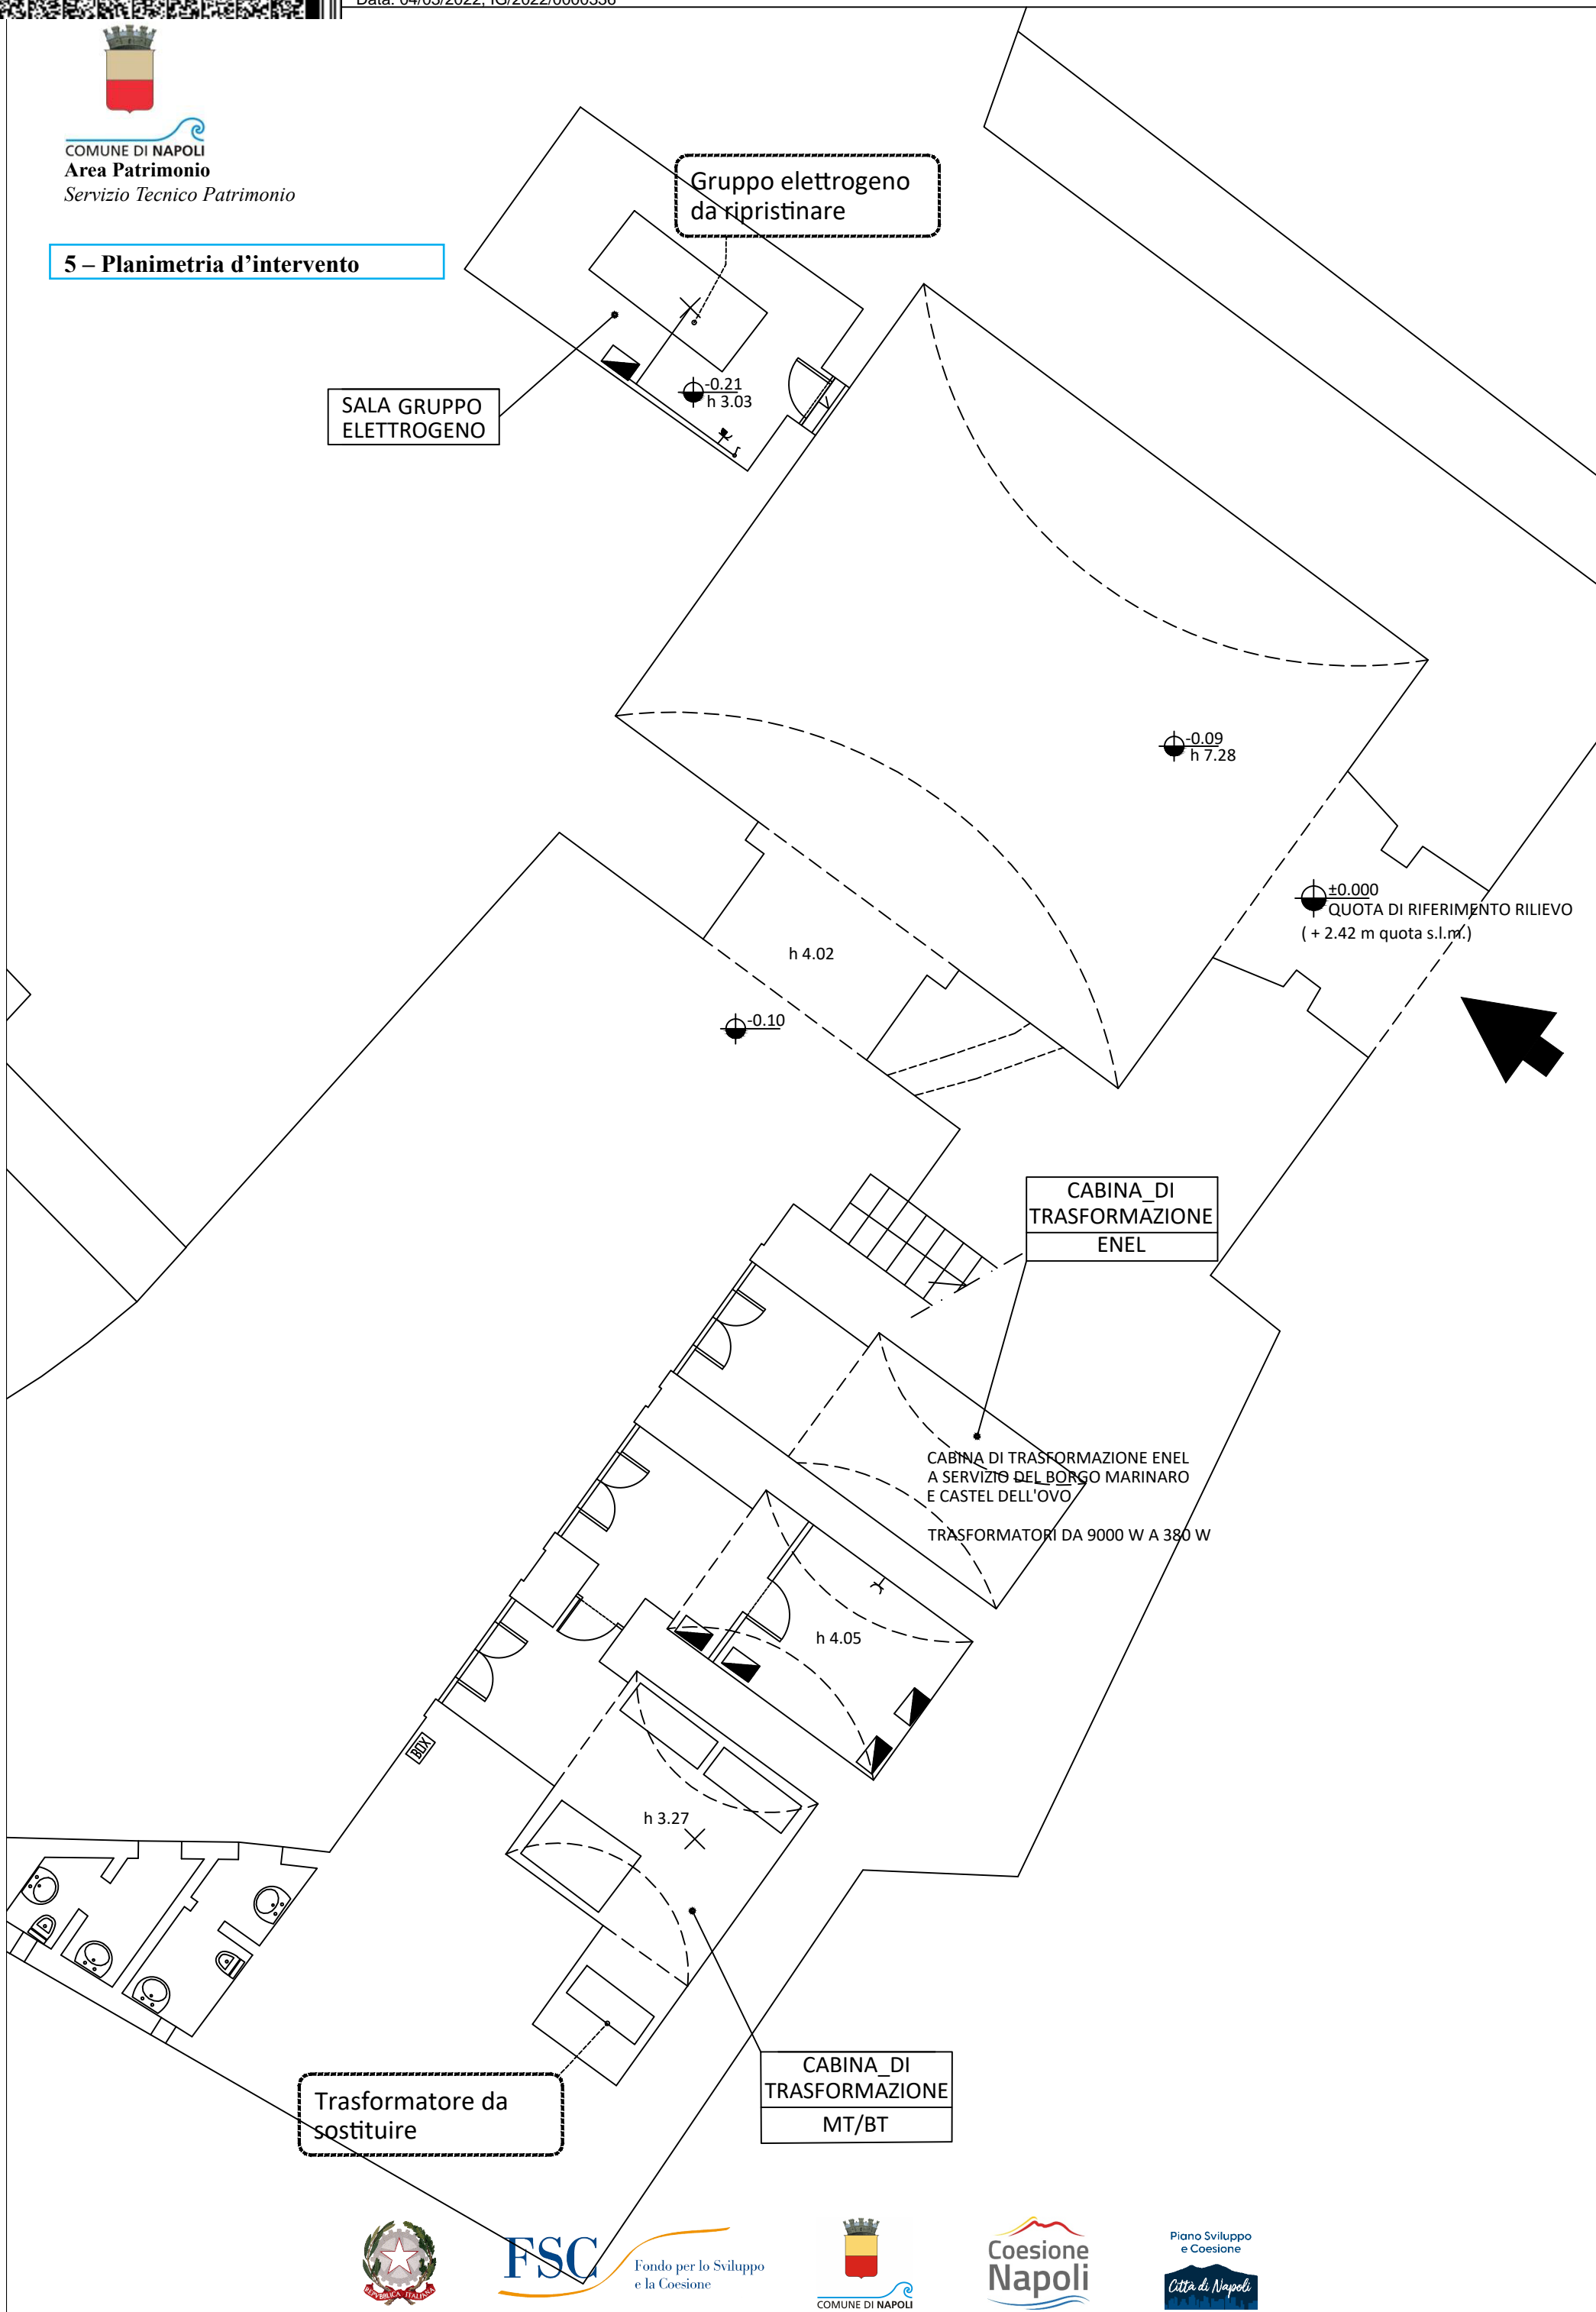 COMUNE DI NAPOLI
Area Patrimonio
Servizio Tecnico Patrimonio
5 – Planimetria d'intervento
Gruppo elettrogeno
da ripristinare
SALA GRUPPO
ELETTROGENO
-0.21
h 3.03
-0.09
h 7.28
±0.000
QUOTA DI RIFERIMENTO RILIEVO
( + 2.42 m quota s.l.m.)
h 4.02
-0.10
CABINA_DI
TRASFORMAZIONE
ENEL
CABINA DI TRASFORMAZIONE ENEL
A SERVIZIO DEL BORGO MARINARO
E CASTEL DELL'OVO
TRASFORMATORI DA 9000 W A 380 W
h 4.05
BOX
h 3.27
CABINA_DI
TRASFORMAZIONE
MT/BT
Trasformatore da
sostituire
REPVBBLICA ITALIANA
FSC
Fondo per lo Sviluppo
e la Coesione
COMUNE DI NAPOLI
Coesione
Napoli
Piano Sviluppo
e Coesione
Città di Napoli